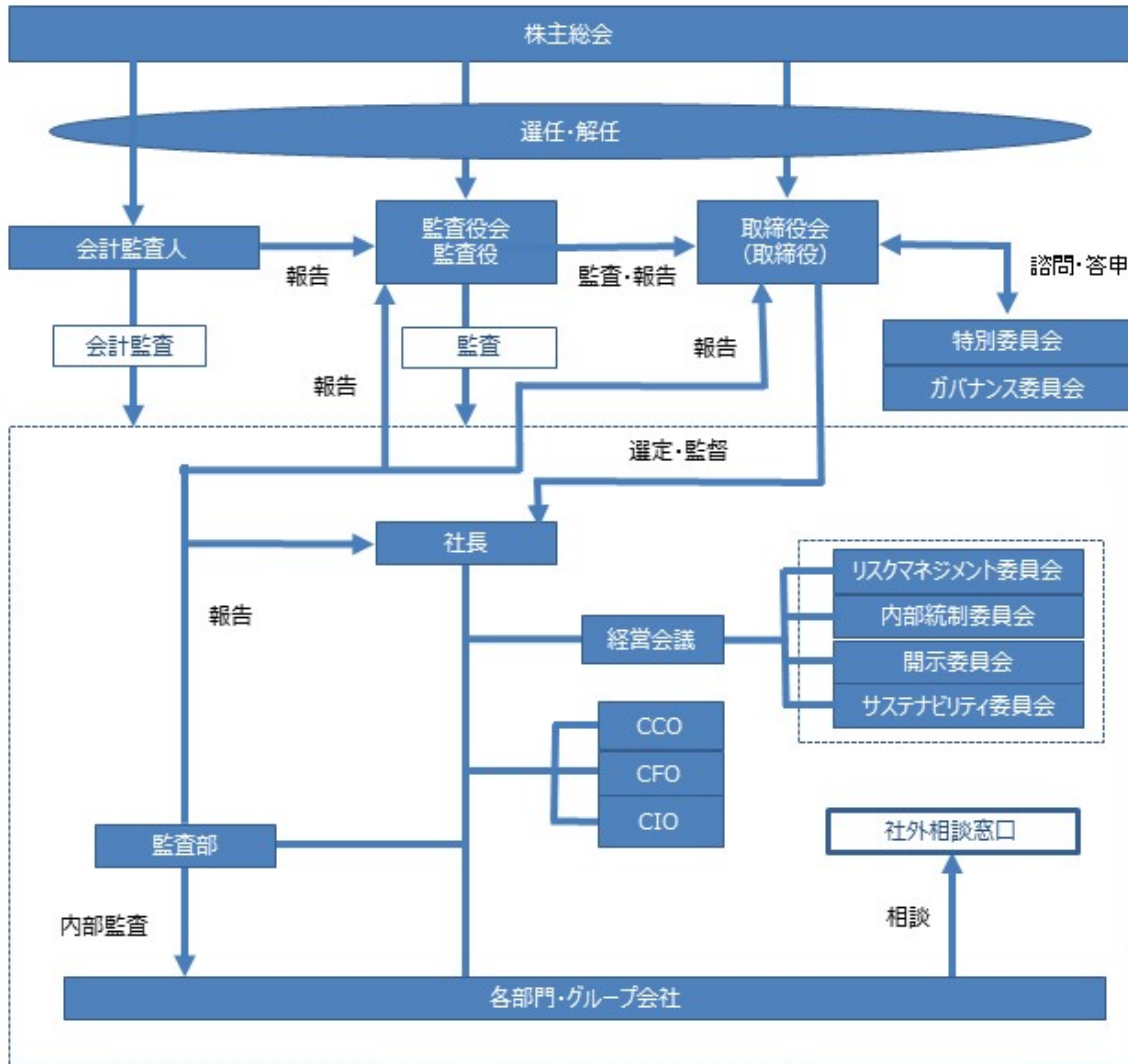 株主総会
選任・解任
会計監査人
報告
監査役会
監査役
監査・報告
取締役会
(取締役)
諮問・答申
特別委員会
ガバナンス委員会
会計監査
監査
報告
報告
選定・監督
社長
報告
経営会議
リスクマネジメント委員会
内部統制委員会
開示委員会
サステナビリティ委員会
CCO
CFO
CIO
監査部
社外相談窓口
内部監査
相談
各部門・グループ会社